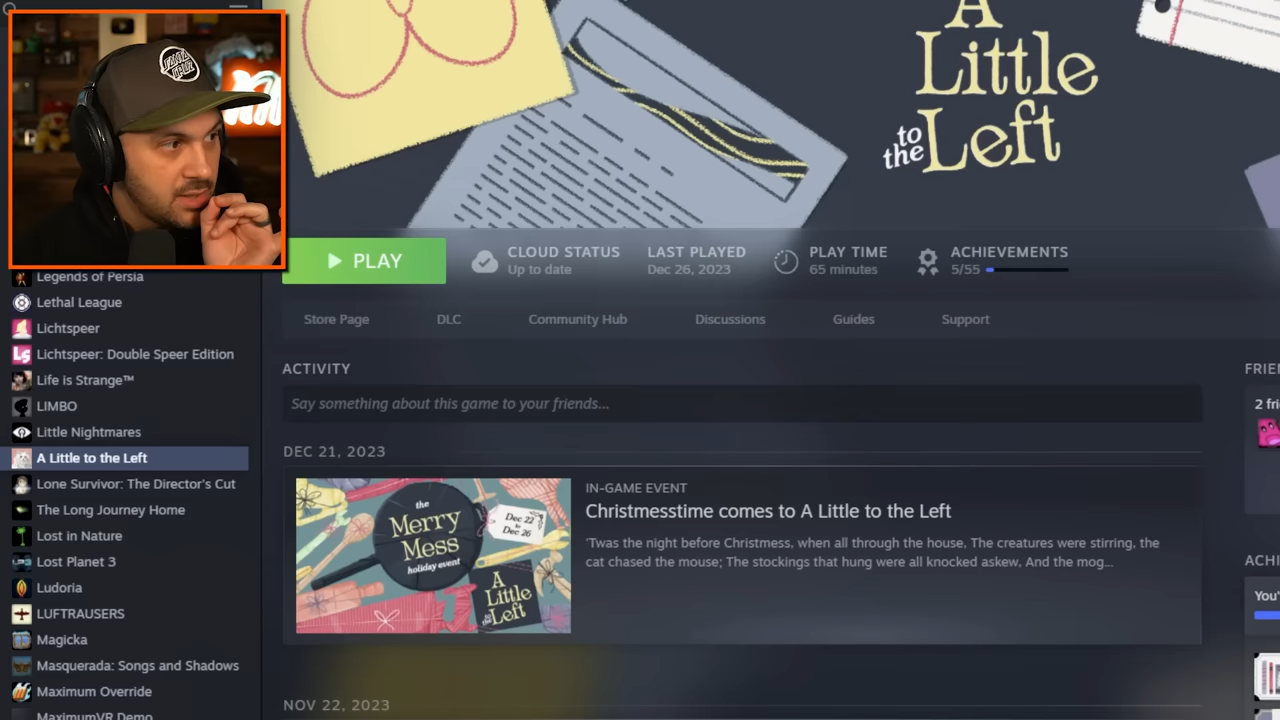 A
Little
to
the
Left
PLAY
CLOUD STATUS
Up to date
LAST PLAYED
Dec 26, 2023
PLAY TIME
65 minutes
ACHIEVEMENTS
5/55
Legends of Persia
Lethal League
Lichtspeer
Lichtspeer: Double Speer Edition
Life is Strange™
LIMBO
Little Nightmares
A Little to the Left
Lone Survivor: The Director's Cut
The Long Journey Home
Lost in Nature
Lost Planet 3
Ludoria
LUFTRAUSERS
Magicka
Masquerada: Songs and Shadows
Maximum Override
MaximumVR Demo
Store Page
DLC
Community Hub
Discussions
Guides
Support
ACTIVITY
Say something about this game to your friends...
DEC 21, 2023
the
Merry
Mess
holiday event
Dec 22
to
Dec 26
A
Little
to
the
Left
IN-GAME EVENT
Christmesstime comes to A Little to the Left
'Twas the night before Christmess, when all through the house, The creatures were stirring, the
cat chased the mouse; The stockings that hung were all knocked askew, And the mog...
NOV 22, 2023
2 fri
You'